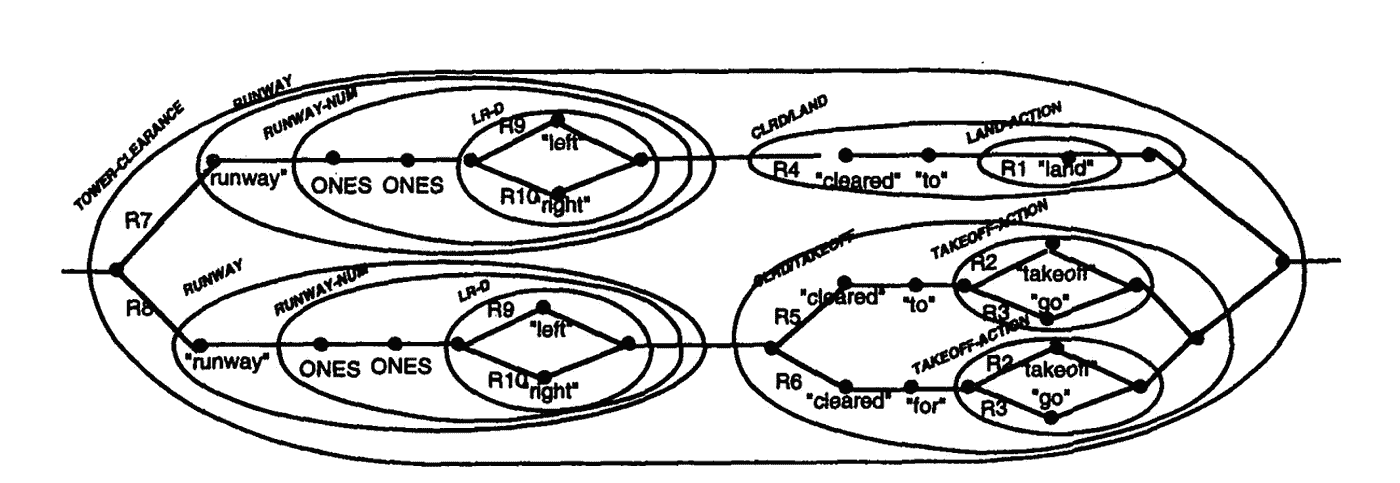 TOWER-CLEARANCE
RUNWAY
RUNWAY-NUM
LR-D
R9
"left"
R10
"right"
R7
"runway"
ONES ONES
CLRD/LAND
LAND-ACTION
R4 "cleared" "to" R1 "land"
R8
RUNWAY
RUNWAY-NUM
LR-D
R9
"left"
R10
"right"
"runway"
ONES ONES
CLRD/TAKEOFF
TAKEOFF-ACTION
R5
"cleared" "to"
R2
"takeoff"
R3
"go"
TAKEOFF-ACTION
R6
"cleared" "for"
R2
"takeoff"
R3
"go"